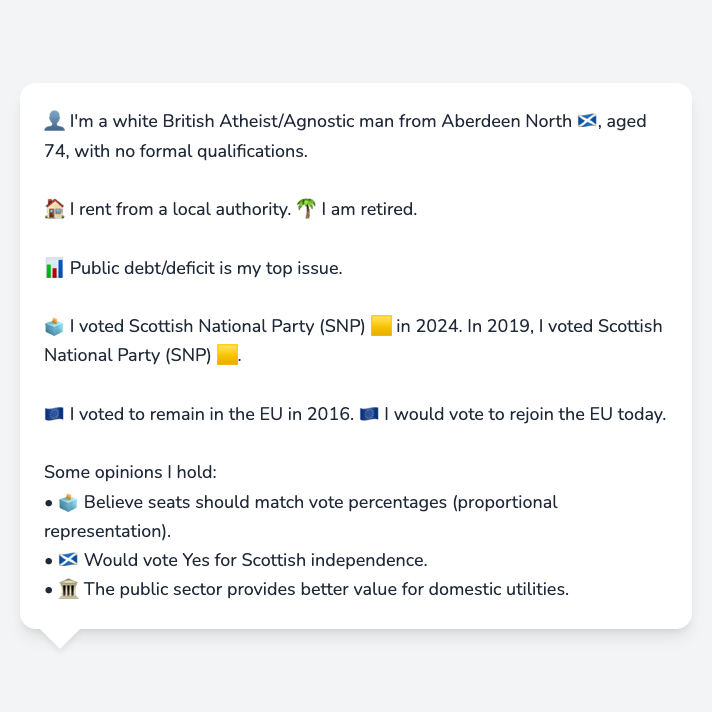 👤 I'm a white British Atheist/Agnostic man from Aberdeen North 🏴󠁧󠁢󠁳󠁣󠁴󠁿, aged
74, with no formal qualifications.
🏠 I rent from a local authority. 🌴 I am retired.
📊 Public debt/deficit is my top issue.
🗳️ I voted Scottish National Party (SNP) 🟨 in 2024. In 2019, I voted Scottish
National Party (SNP) 🟨.
🇪🇺 I voted to remain in the EU in 2016. 🇪🇺 I would vote to rejoin the EU today.
Some opinions I hold:
• 🗳️ Believe seats should match vote percentages (proportional
representation).
• 🏴󠁧󠁢󠁳󠁣󠁴󠁿 Would vote Yes for Scottish independence.
• 🏛️ The public sector provides better value for domestic utilities.